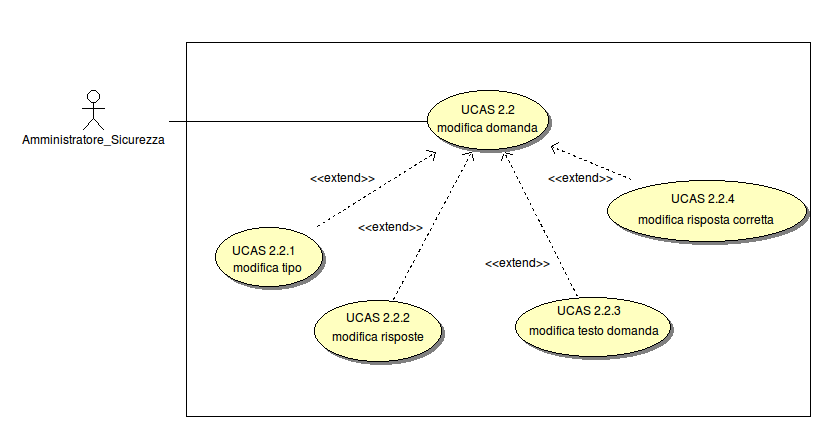 UCAS 2.2
modifica domanda
Amministratore_Sicurezza
<<extend>>
<<extend>>
UCAS 2.2.4
modifica risposta corretta
<<extend>>
UCAS 2.2.1
modifica tipo
<<extend>>
UCAS 2.2.2
modifica risposte
UCAS 2.2.3
modifica testo domanda